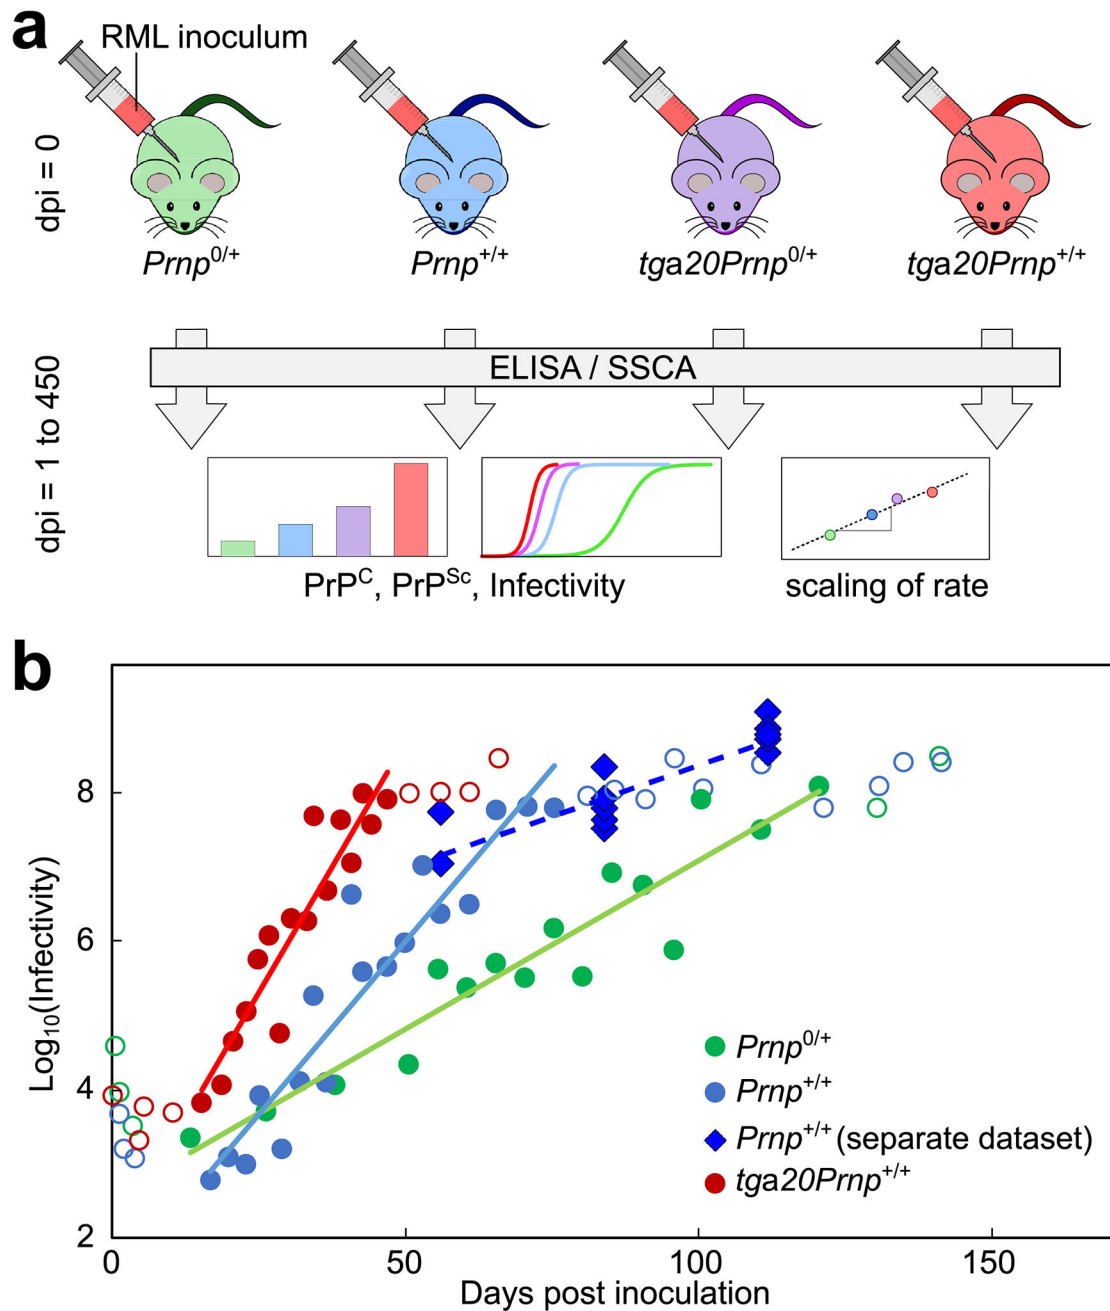 a
RML inoculum
dpi = 0
Prnp0/+
Prnp+/+
tga20Prnp0/+
tga20Prnp+/+
dpi = 1 to 450
ELISA / SSCA
PrPC, PrPSc, Infectivity
scaling of rate
b
Log10(Infectivity)
8
6
4
2
0
50
100
150
Days post inoculation
Prnp0/+
Prnp+/+
Prnp+/+ (separate dataset)
tga20Prnp+/+